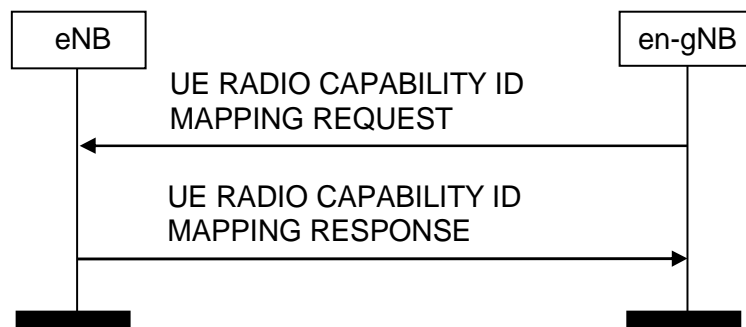 eNB
en-gNB
UE RADIO CAPABILITY ID
MAPPING REQUEST
UE RADIO CAPABILITY ID
MAPPING RESPONSE